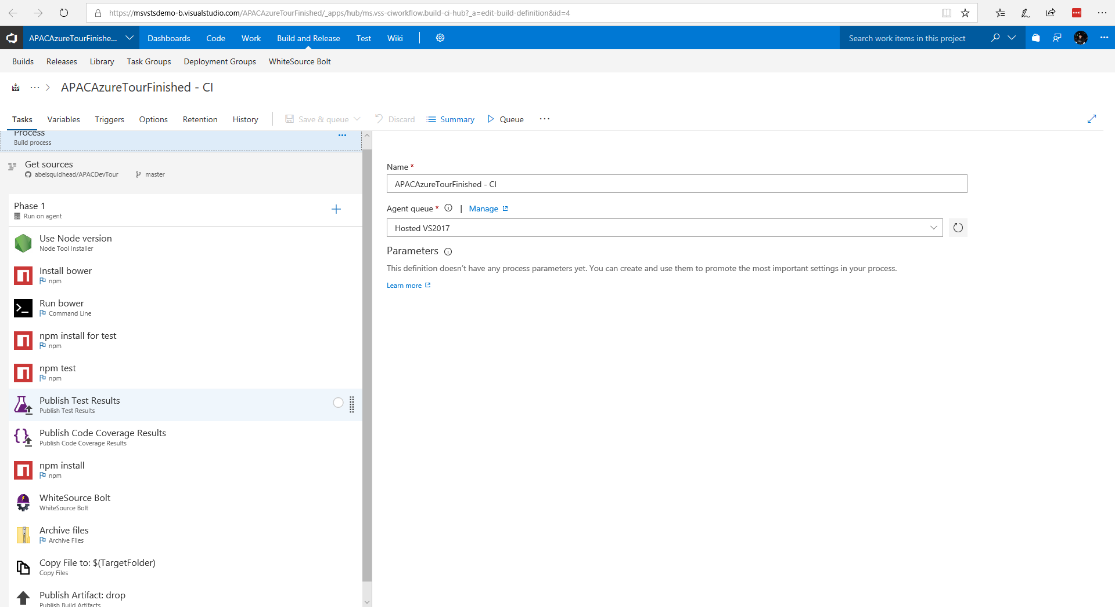 https://msvstsdemo-b.visualstudio.com/APACAzureTourFinished/_apps/hub/ms.vss-ciworkflow.build-ci-hub?_a=edit-build-definition&id=4
APACAzureTourFinishe... Dashboards Code Work Build and Release Test Wiki Search work items in this project
Builds Releases Library Task Groups Deployment Groups WhiteSource Bolt
... > APACAzureTourFinished - CI
Tasks Variables Triggers Options Retention History Save & queue Discard Summary Queue ...
Process
Build process
Get sources
abelsquidhead/APACDevTour master
Phase 1
Run on agent
Use Node version
Node Tool Installer
Install bower
npm
Run bower
Command Line
npm install for test
npm
npm test
npm
Publish Test Results
Publish Test Results
Publish Code Coverage Results
Publish Code Coverage Results
npm install
npm
WhiteSource Bolt
WhiteSource Bolt
Archive files
Archive Files
Copy File to: $(TargetFolder)
Copy Files
Publish Artifact: drop
Publish Build Artifacts
Name *
APACAzureTourFinished - CI
Agent queue * | Manage
Hosted VS2017
Parameters
This definition doesn't have any process parameters yet. You can create and use them to promote the most important settings in your process.
Learn more